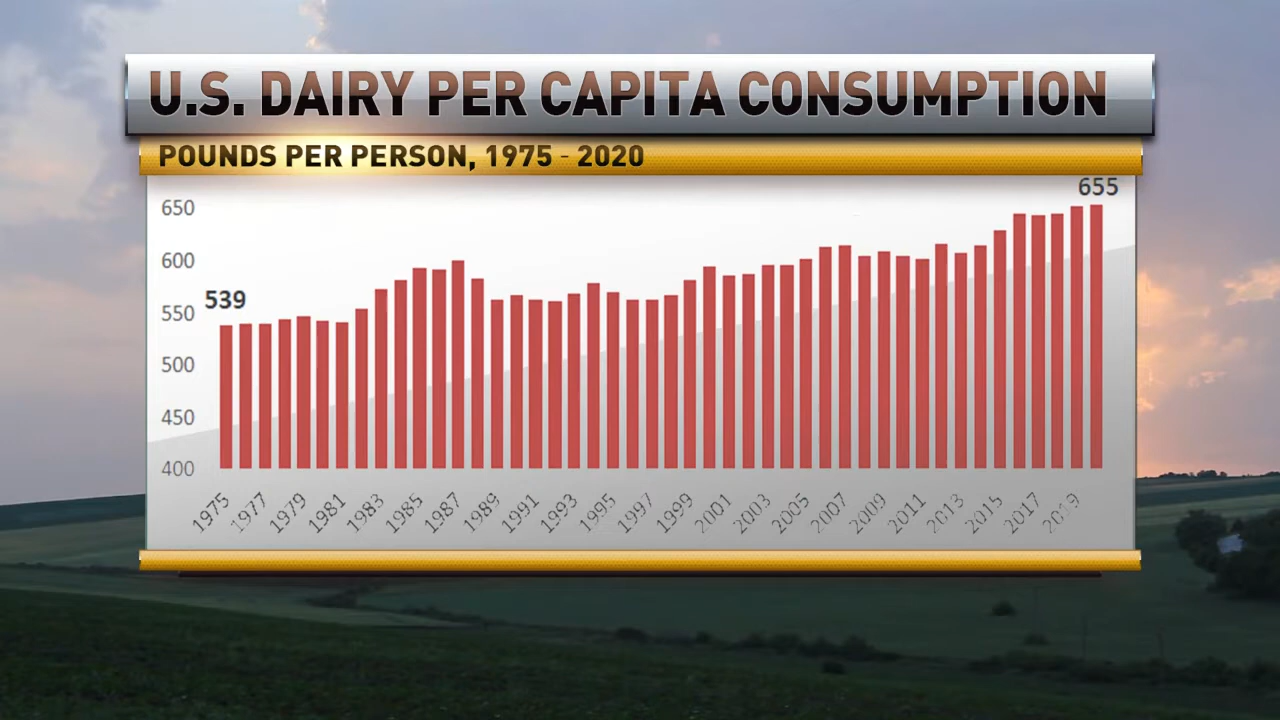 U.S. DAIRY PER CAPITA CONSUMPTION
POUNDS PER PERSON, 1975 - 2020
655
650
600
539
550
500
450
400
1975 1977 1979 1981 1983 1985 1987 1989 1991 1993 1995 1997 1999 2001 2003 2005 2007 2009 2011 2013 2015 2017 2019